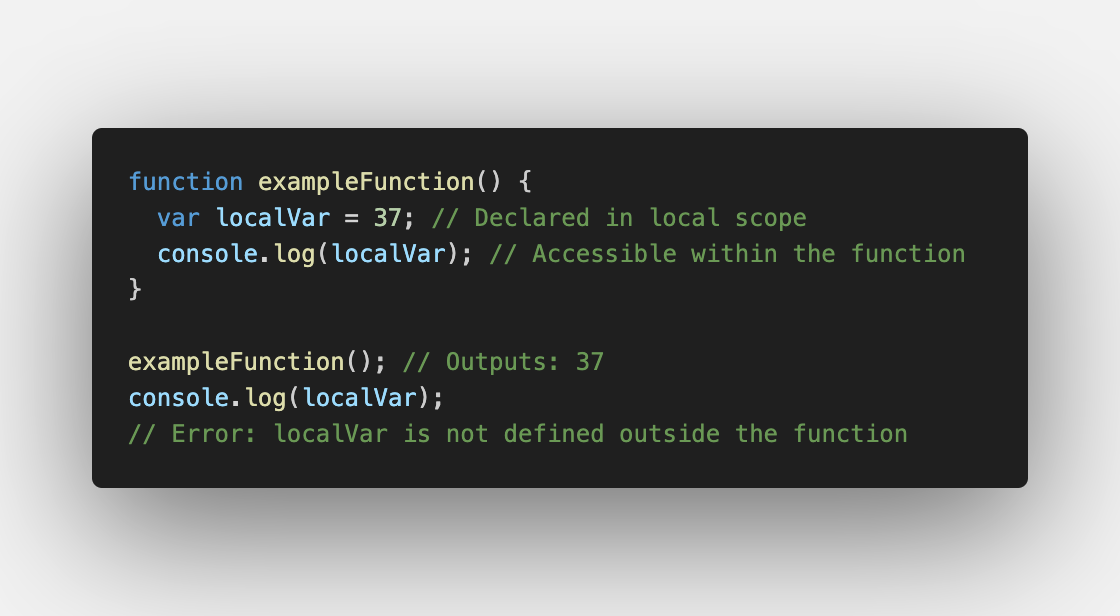 function exampleFunction() {
  var localVar = 37; // Declared in local scope
  console.log(localVar); // Accessible within the function
}

exampleFunction(); // Outputs: 37
console.log(localVar);
// Error: localVar is not defined outside the function